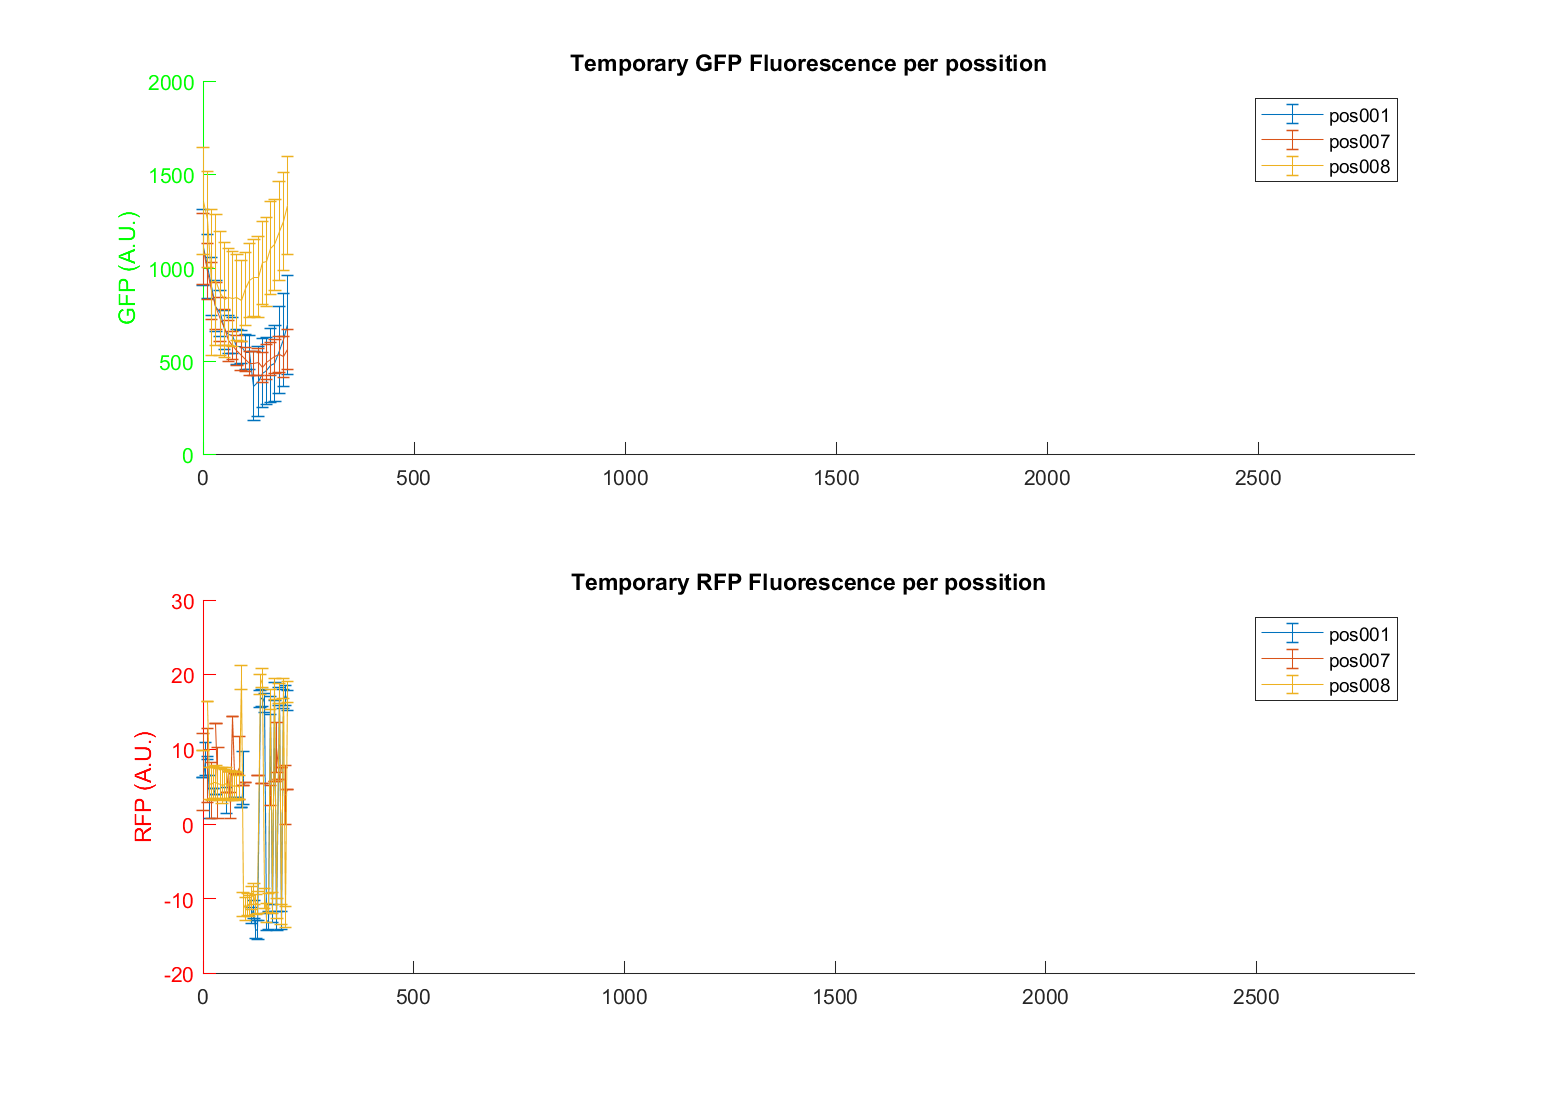 Temporary GFP Fluorescence per possition
2000
1500
1000
500
0
GFP (A.U.)
pos001
pos007
pos008
0 500 1000 1500 2000 2500
Temporary RFP Fluorescence per possition
30
20
10
0
-10
-20
RFP (A.U.)
pos001
pos007
pos008
0 500 1000 1500 2000 2500